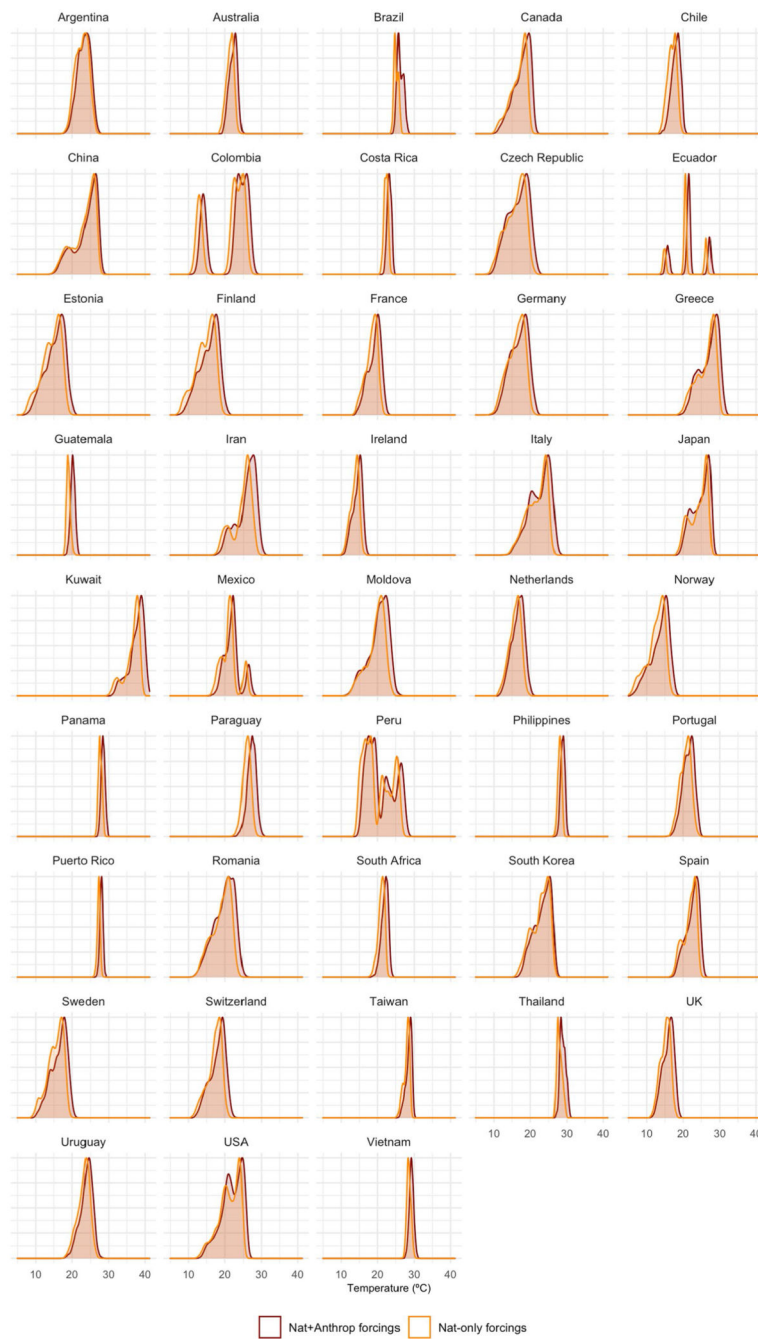 Argentina Australia Brazil Canada Chile
China Colombia Costa Rica Czech Republic Ecuador
Estonia Finland France Germany Greece
Guatemala Iran Ireland Italy Japan
Kuwait Mexico Moldova Netherlands Norway
Panama Paraguay Peru Philippines Portugal
Puerto Rico Romania South Africa South Korea Spain
Sweden Switzerland Taiwan Thailand UK
10 20 30 40 10 20 30 40
Uruguay USA Vietnam
10 20 30 40 10 20 30 40 10 20 30 40
Temperature (ºC)
Nat+Anthrop forcings Nat-only forcings